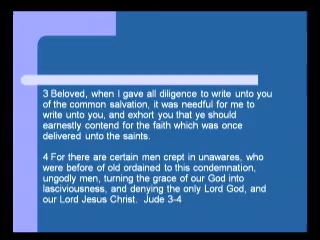 3 Beloved, when I gave all diligence to write unto you
of the common salvation, it was needful for me to
write unto you, and exhort you that ye should
earnestly contend for the faith which was once
delivered unto the saints.
4 For there are certain men crept in unawares, who
were before of old ordained to this condemnation,
ungodly men, turning the grace of our God into
lasciviousness, and denying the only Lord God, and
our Lord Jesus Christ. Jude 3-4